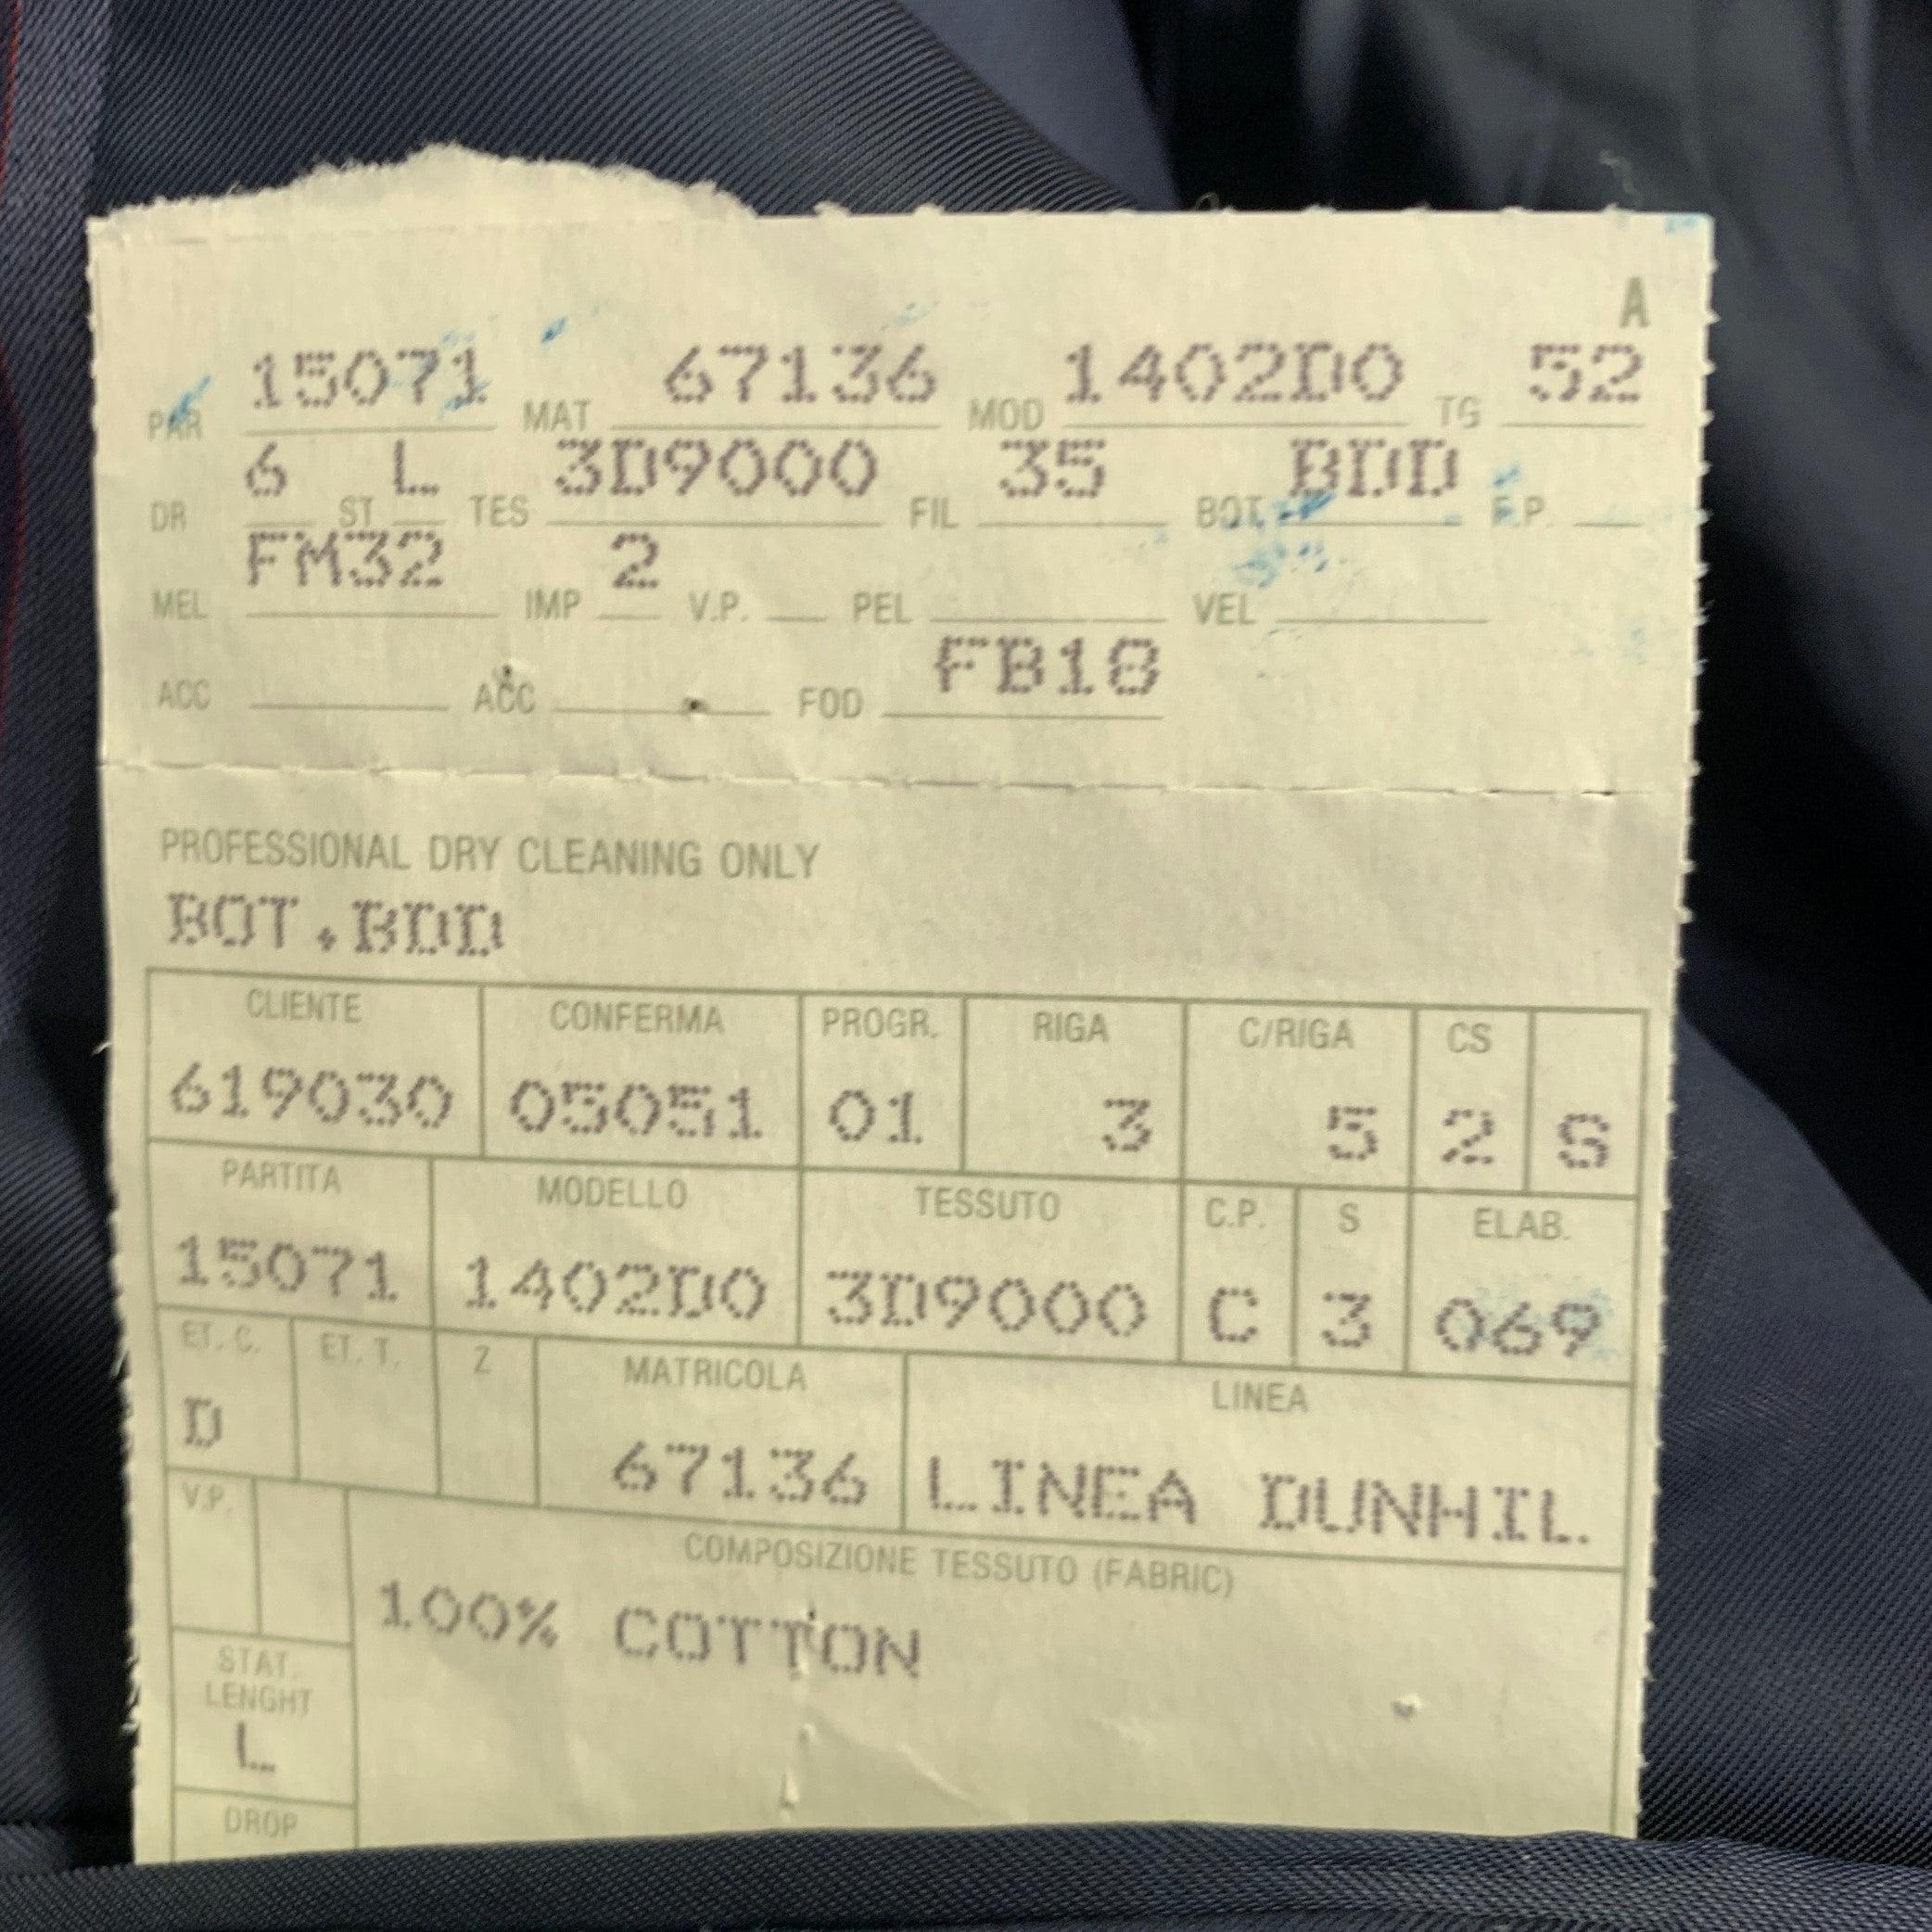 A
PAR 15071 MAT 67136 MOD 1402D0 TG 52
DR 6 ST L TES 3D9000 FIL 35 BOT. BDD F.P.
MEL FM32 IMP 2 V.P. PEL VEL
ACC ACC FOD FB18
PROFESSIONAL DRY CLEANING ONLY
BOT.BDD
CLIENTE CONFERMA PROGR. RIGA C/RIGA CS
619030 05051 01 3 5 2 S
PARTITA MODELLO TESSUTO C.P. S ELAB.
15071 1402D0 3D9000 C 3 069
ET. C. ET. T. Z MATRICOLA LINEA
D 67136 LINEA DUNHIL.
V.P. COMPOSIZIONE TESSUTO (FABRIC)
100% COTTON
STAT.
LENGHT
L
DROP